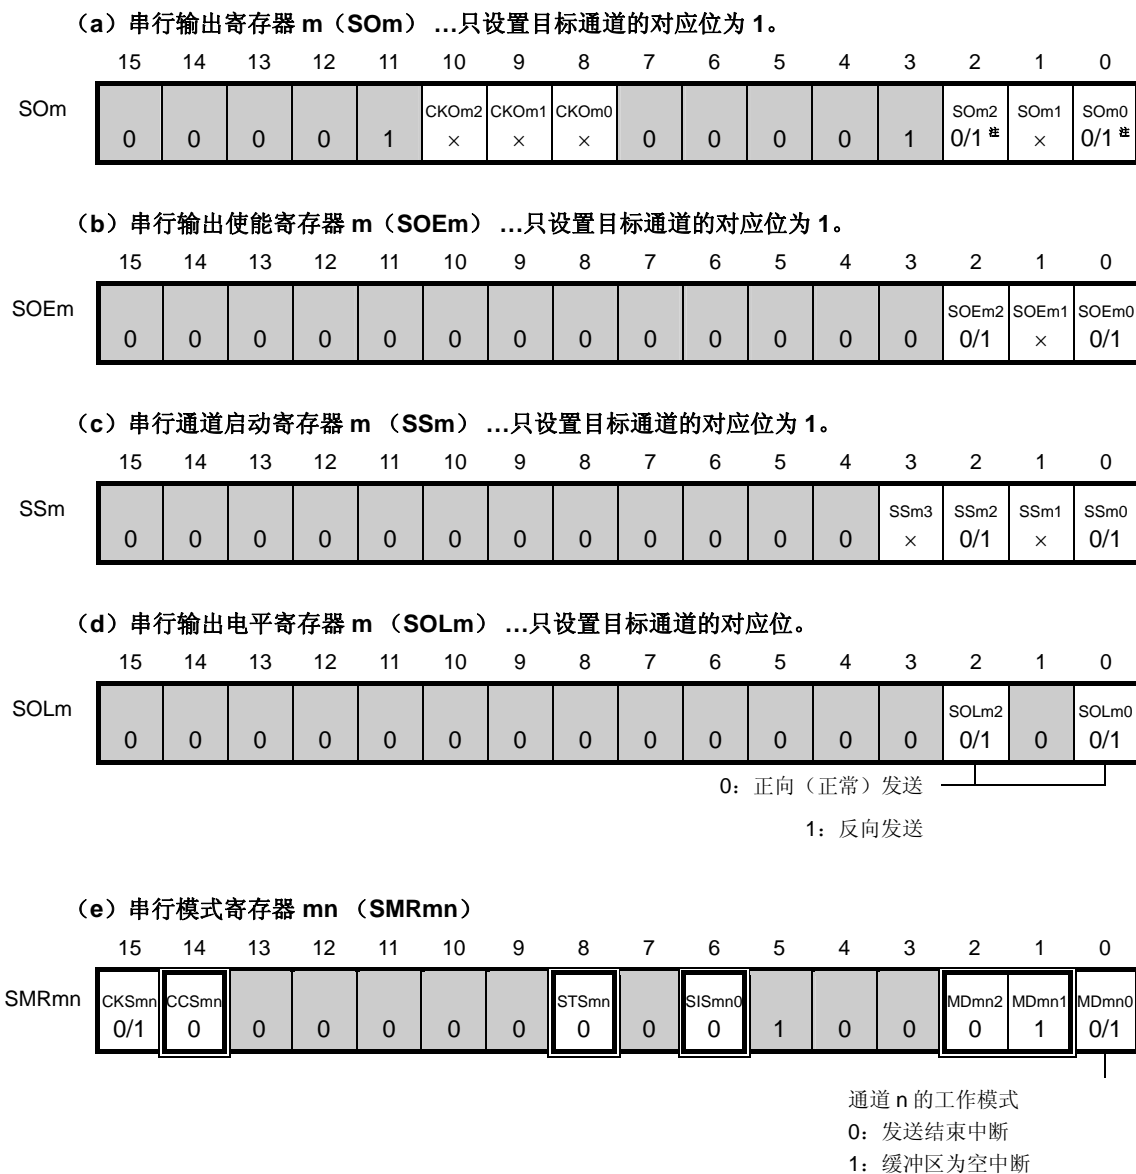 （a）串行输出寄存器 m（SOm） …只设置目标通道的对应位为 1。
15 14 13 12 11 10 9 8 7 6 5 4 3 2 1 0
SOm
CKOm2 CKOm1 CKOm0 SOm2 SOm1 SOm0
0 0 0 0 1 × × × 0 0 0 0 1 0/1 注 × 0/1 注
（b）串行输出使能寄存器 m（SOEm） …只设置目标通道的对应位为 1。
15 14 13 12 11 10 9 8 7 6 5 4 3 2 1 0
SOEm
SOEm2 SOEm1 SOEm0
0 0 0 0 0 0 0 0 0 0 0 0 0 0/1 × 0/1
（c）串行通道启动寄存器 m （SSm） …只设置目标通道的对应位为 1。
15 14 13 12 11 10 9 8 7 6 5 4 3 2 1 0
SSm
SSm3 SSm2 SSm1 SSm0
0 0 0 0 0 0 0 0 0 0 0 0 × 0/1 × 0/1
（d）串行输出电平寄存器 m （SOLm） …只设置目标通道的对应位。
15 14 13 12 11 10 9 8 7 6 5 4 3 2 1 0
SOLm
SOLm2 SOLm0
0 0 0 0 0 0 0 0 0 0 0 0 0 0/1 0 0/1
0：正向（正常）发送
1：反向发送
（e）串行模式寄存器 mn （SMRmn）
15 14 13 12 11 10 9 8 7 6 5 4 3 2 1 0
SMRmn
CKSmn CCSmn STSmn SISmn0 MDmn2 MDmn1 MDmn0
0/1 0 0 0 0 0 0 0 0 0 1 0 0 0 1 0/1
通道 n 的工作模式
0：发送结束中断
1：缓冲区为空中断